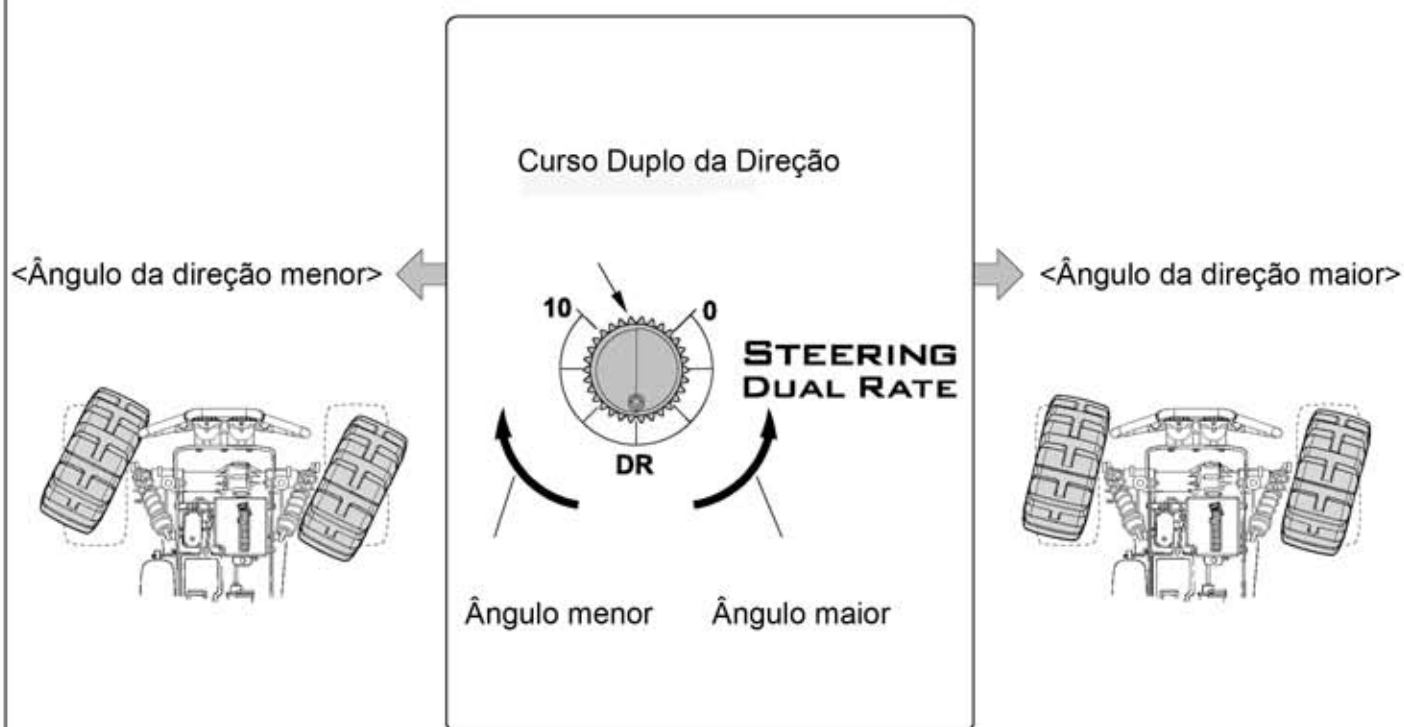 Curso Duplo da Direção
<Ângulo da direção menor>
<Ângulo da direção maior>
10
0
STEERING
DUAL RATE
DR
Ângulo menor
Ângulo maior